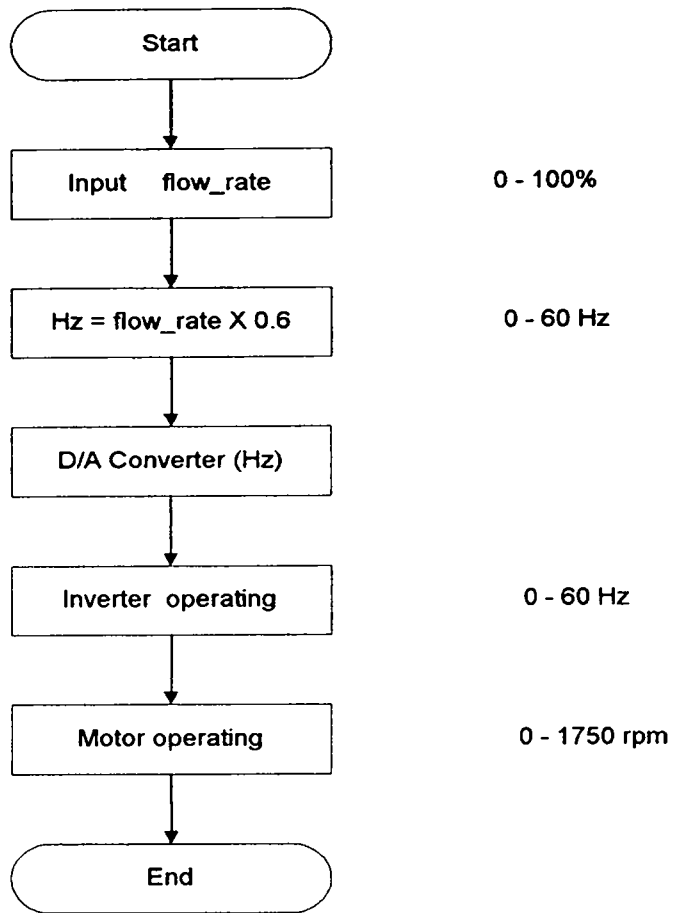 Start
Input flow_rate 0 - 100%
Hz = flow_rate X 0.6 0 - 60 Hz
D/A Converter (Hz)
Inverter operating 0 - 60 Hz
Motor operating 0 - 1750 rpm
End